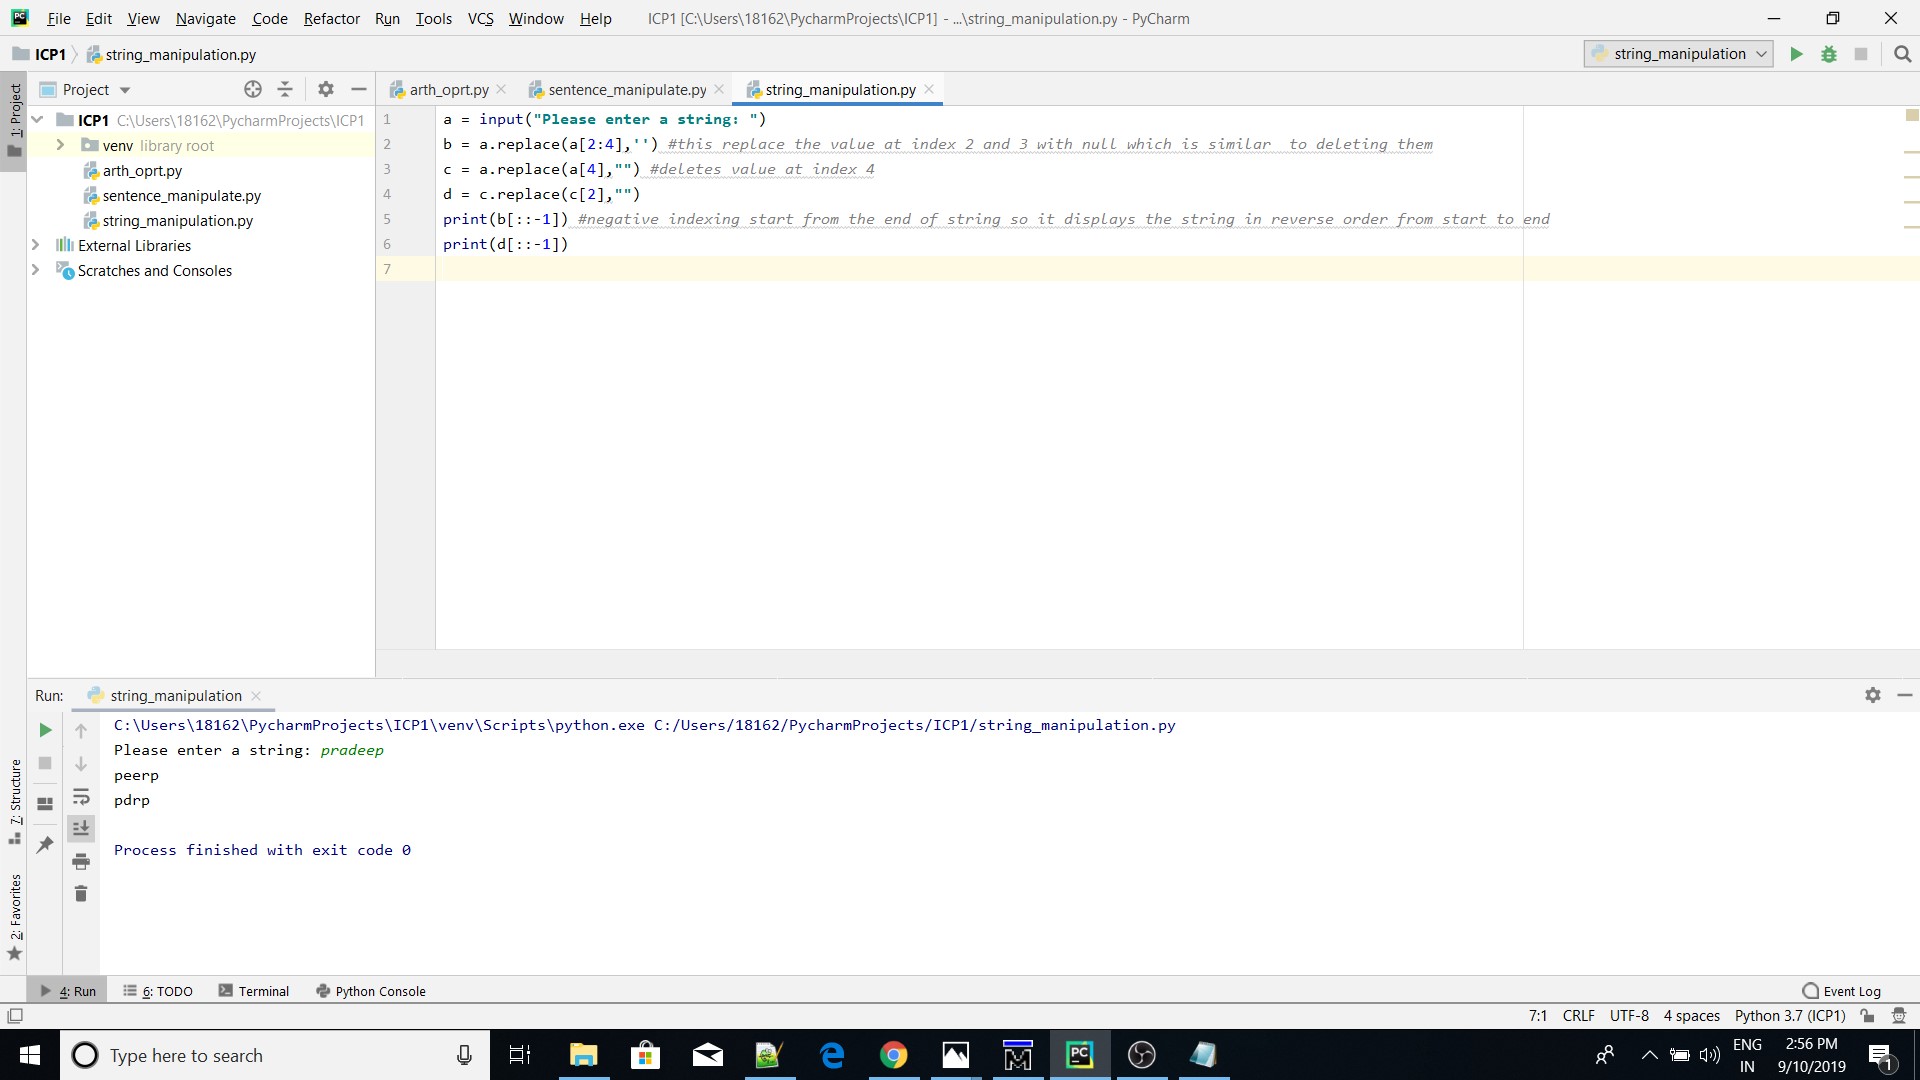 File Edit View Navigate Code Refactor Run Tools VCS Window Help ICP1 [C:\Users\18162\PycharmProjects\ICP1] - ...\string_manipulation.py - PyCharm
ICP1 string_manipulation.py string_manipulation
Project arth_oprt.py sentence_manipulate.py string_manipulation.py
1: Project
ICP1 C:\Users\18162\PycharmProjects\ICP1
venv library root
arth_oprt.py
sentence_manipulate.py
string_manipulation.py
External Libraries
Scratches and Consoles
1 a = input("Please enter a string: ")
2 b = a.replace(a[2:4],'') #this replace the value at index 2 and 3 with null which is similar  to deleting them
3 c = a.replace(a[4],"") #deletes value at index 4
4 d = c.replace(c[2],"")
5 print(b[::-1]) #negative indexing start from the end of string so it displays the string in reverse order from start to end
6 print(d[::-1])
7
Run: string_manipulation
C:\Users\18162\PycharmProjects\ICP1\venv\Scripts\python.exe C:/Users/18162/PycharmProjects/ICP1/string_manipulation.py
Please enter a string: pradeep
peerp
pdrp
Process finished with exit code 0
7: Structure
2: Favorites
4: Run 6: TODO Terminal Python Console Event Log
7:1 CRLF UTF-8 4 spaces Python 3.7 (ICP1)
Type here to search
PC
ENG
IN
2:56 PM
9/10/2019
1